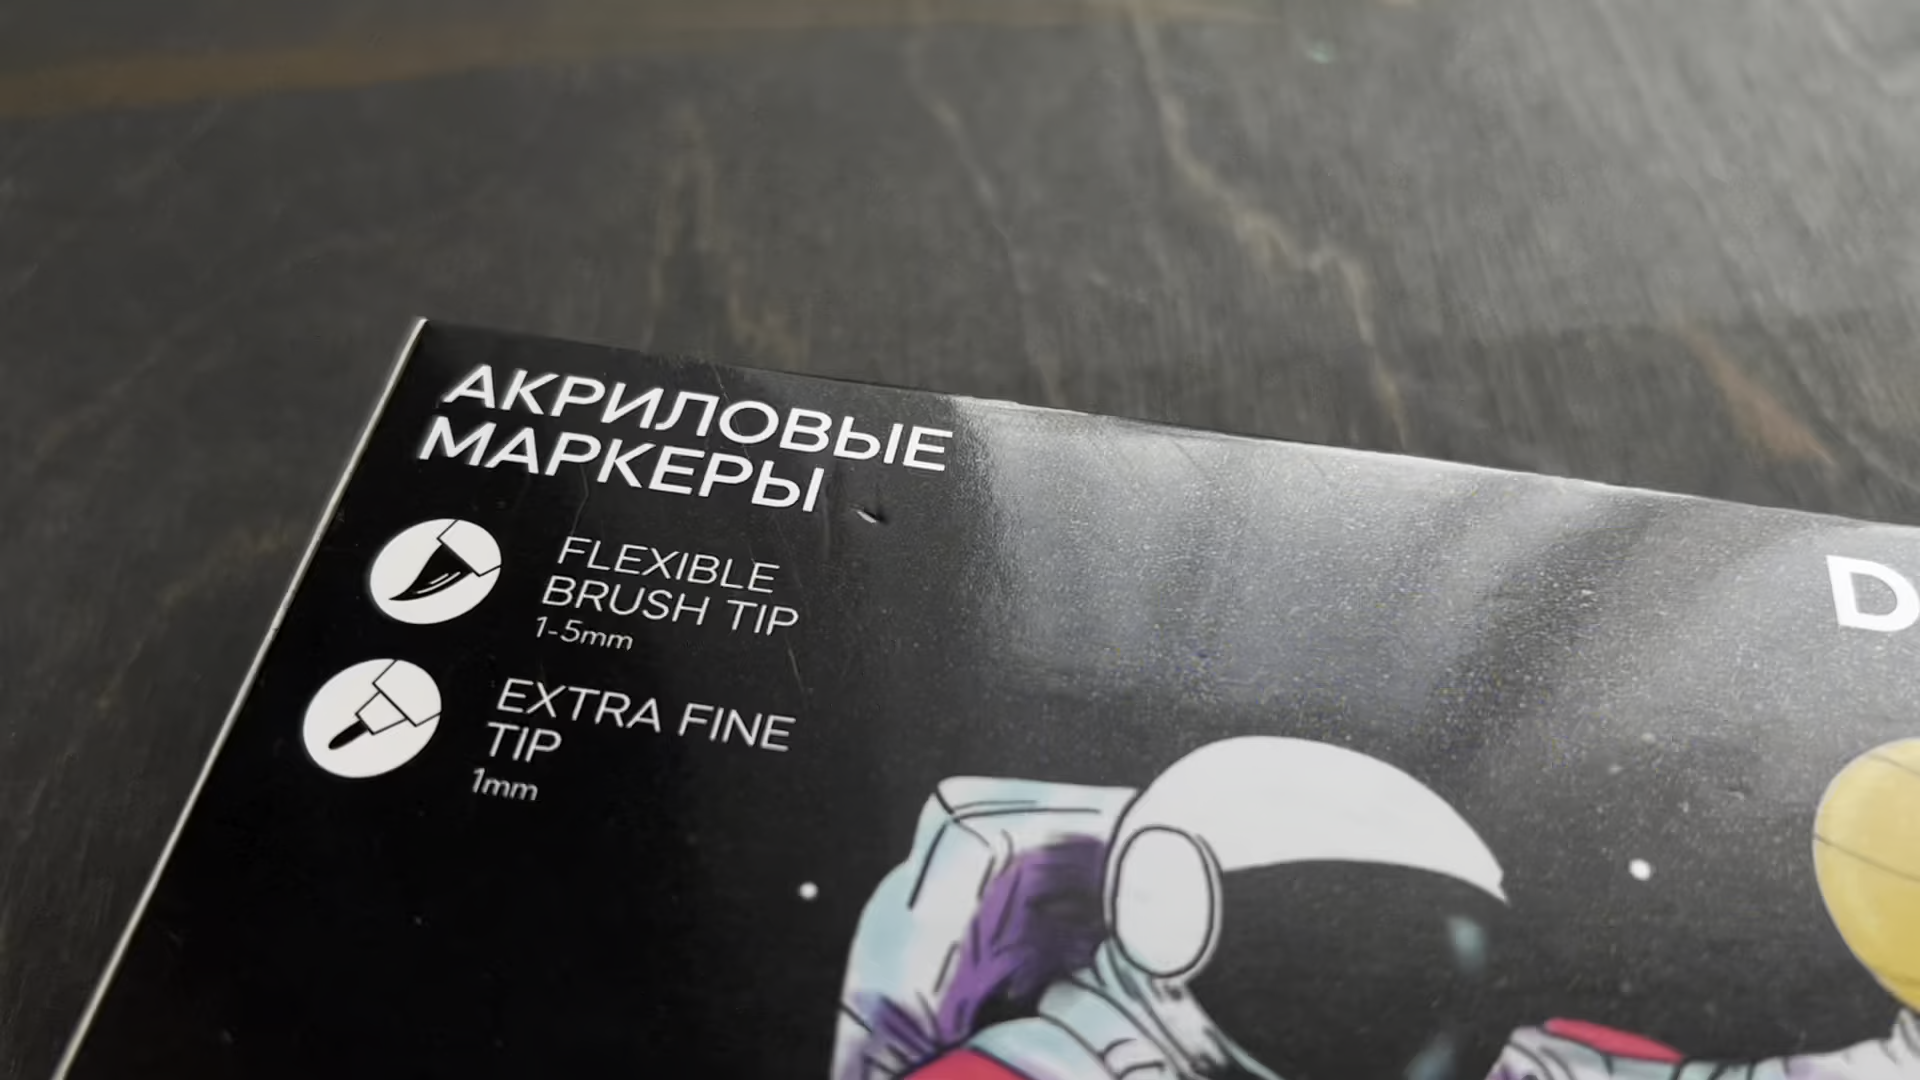 АКРИЛОВЫЕ
МАРКЕРЫ
FLEXIBLE
BRUSH TIP
1-5mm
EXTRA FINE
TIP
1mm
D